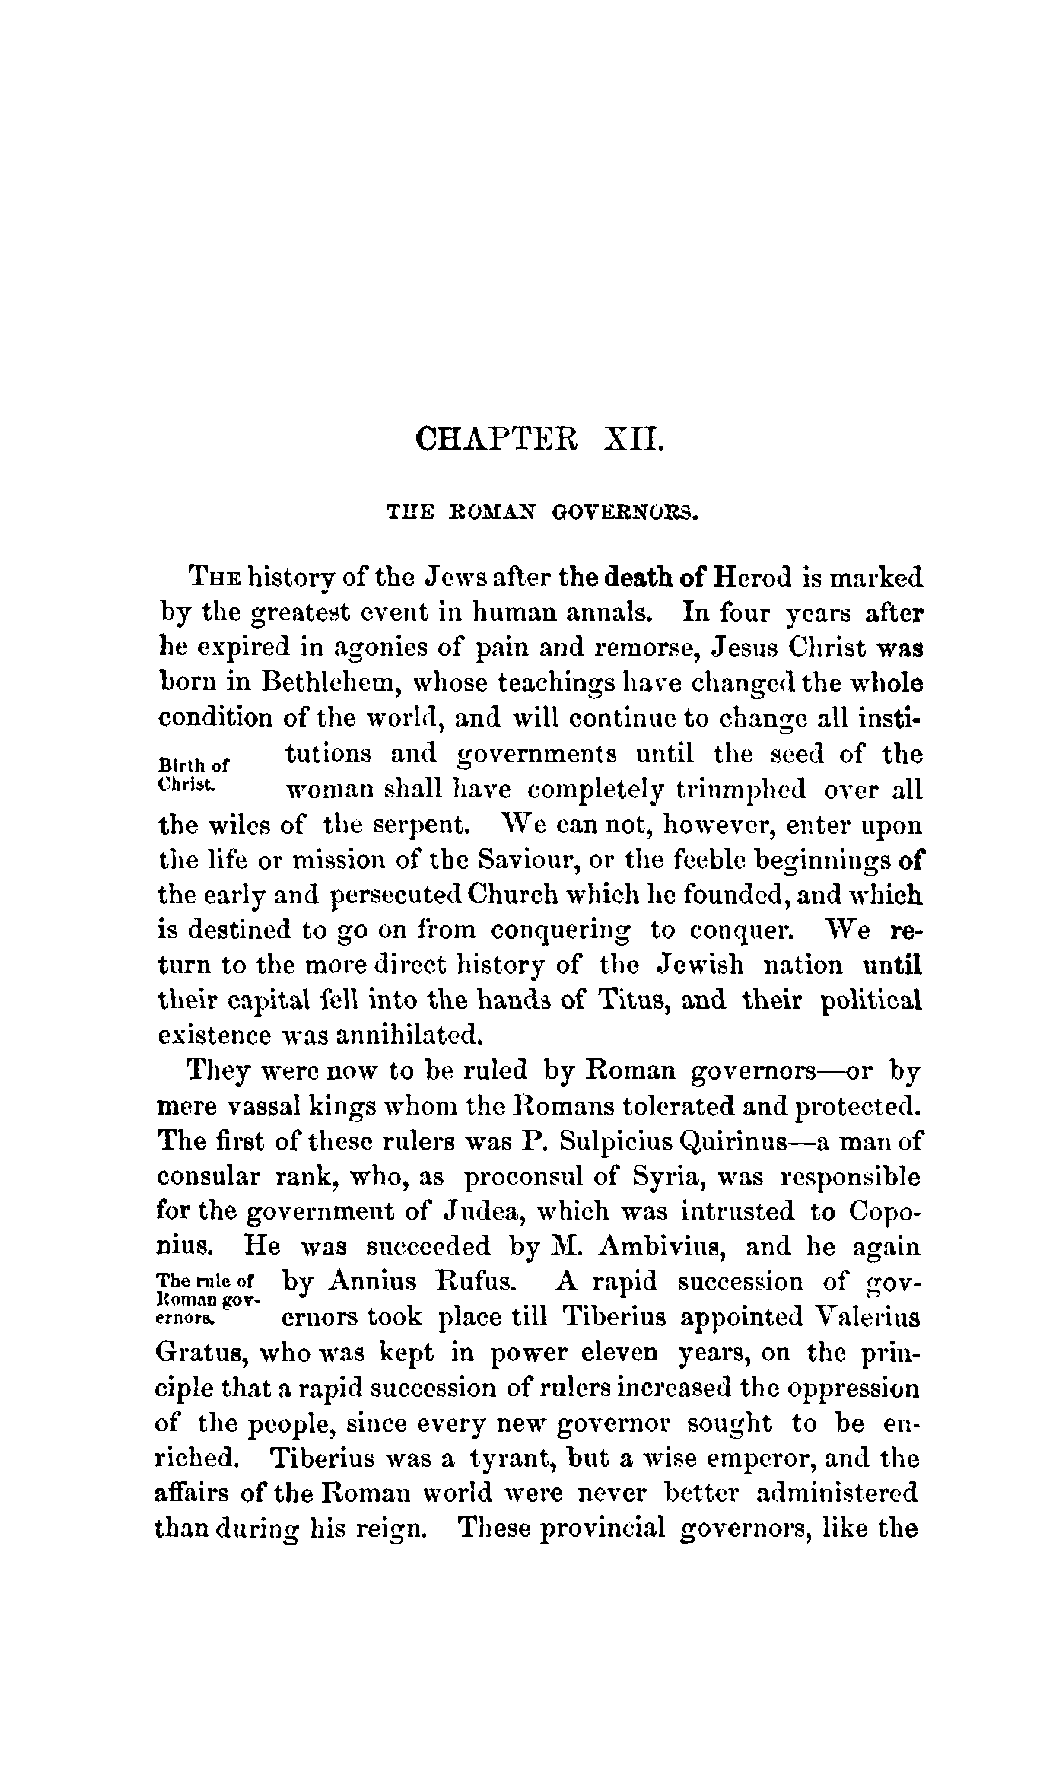 CHAPTER XII.
THE ROMAN GOVERNORS.
THE history of the Jews after the death of Herod is marked
by the greatest event in human annals. In four years after
he expired in agonies of pain and remorse, Jesus Christ was
born in Bethlehem, whose teachings have changed the whole
condition of the world, and will continue to change all insti-
Birth of
Christ.
tutions and governments until the seed of the
woman shall have completely triumphed over all
the wiles of the serpent. We can not, however, enter upon
the life or mission of the Saviour, or the feeble beginnings of
the early and persecuted Church which he founded, and which
is destined to go on from conquering to conquer. We re-
turn to the more direct history of the Jewish nation until
their capital fell into the hands of Titus, and their political
existence was annihilated.
They were now to be ruled by Roman governors—or by
mere vassal kings whom the Romans tolerated and protected.
The first of these rulers was P. Sulpicius Quirinus—a man of
consular rank, who, as proconsul of Syria, was responsible
for the government of Judea, which was intrusted to Copo-
nius. He was succeeded by M. Ambivius, and he again
The rule of
Roman gov-
ernors.
by Annius Rufus. A rapid succession of gov-
ernors took place till Tiberius appointed Valerius
Gratus, who was kept in power eleven years, on the prin-
ciple that a rapid succession of rulers increased the oppression
of the people, since every new governor sought to be en-
riched. Tiberius was a tyrant, but a wise emperor, and the
affairs of the Roman world were never better administered
than during his reign. These provincial governors, like the